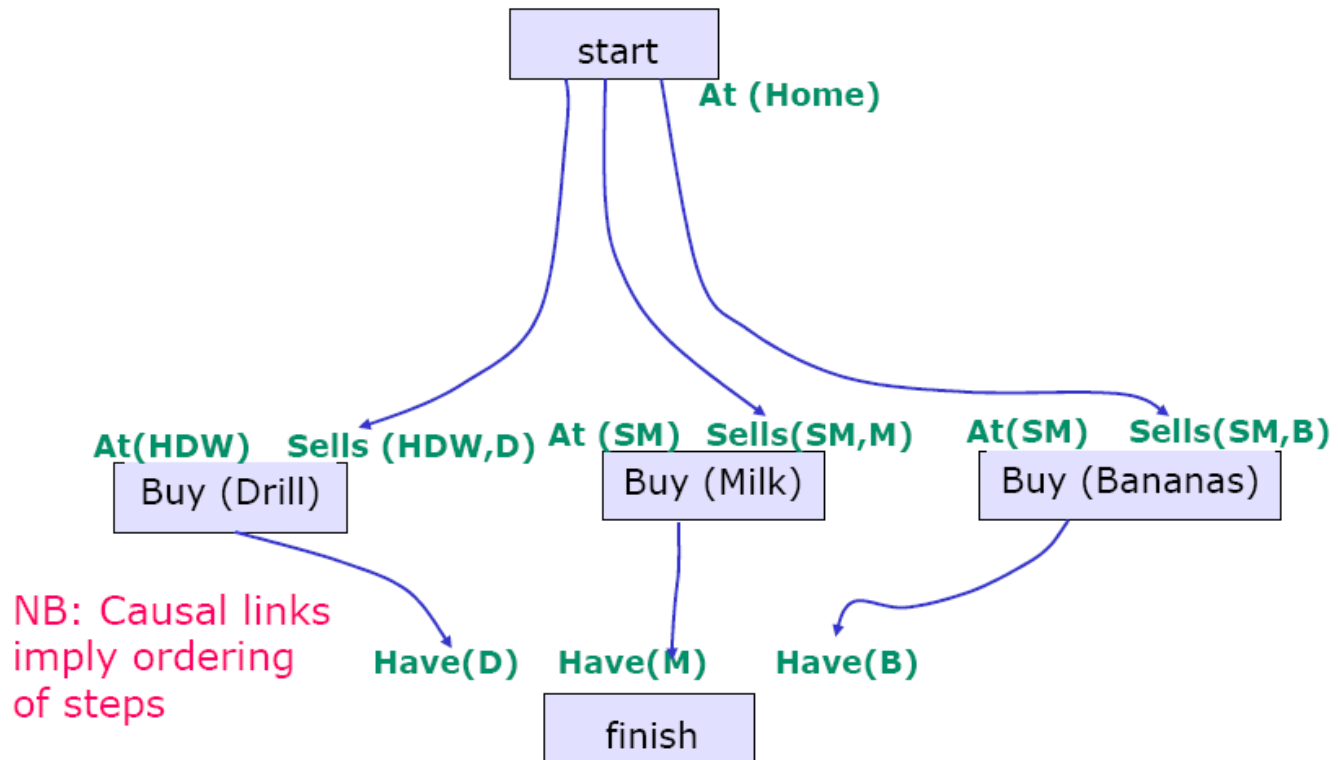 start
At (Home)
At(HDW) Sells (HDW,D) At (SM) Sells(SM,M) At(SM) Sells(SM,B)
Buy (Drill) Buy (Milk) Buy (Bananas)
NB: Causal links
imply ordering
of steps
Have(D) Have(M) Have(B)
finish